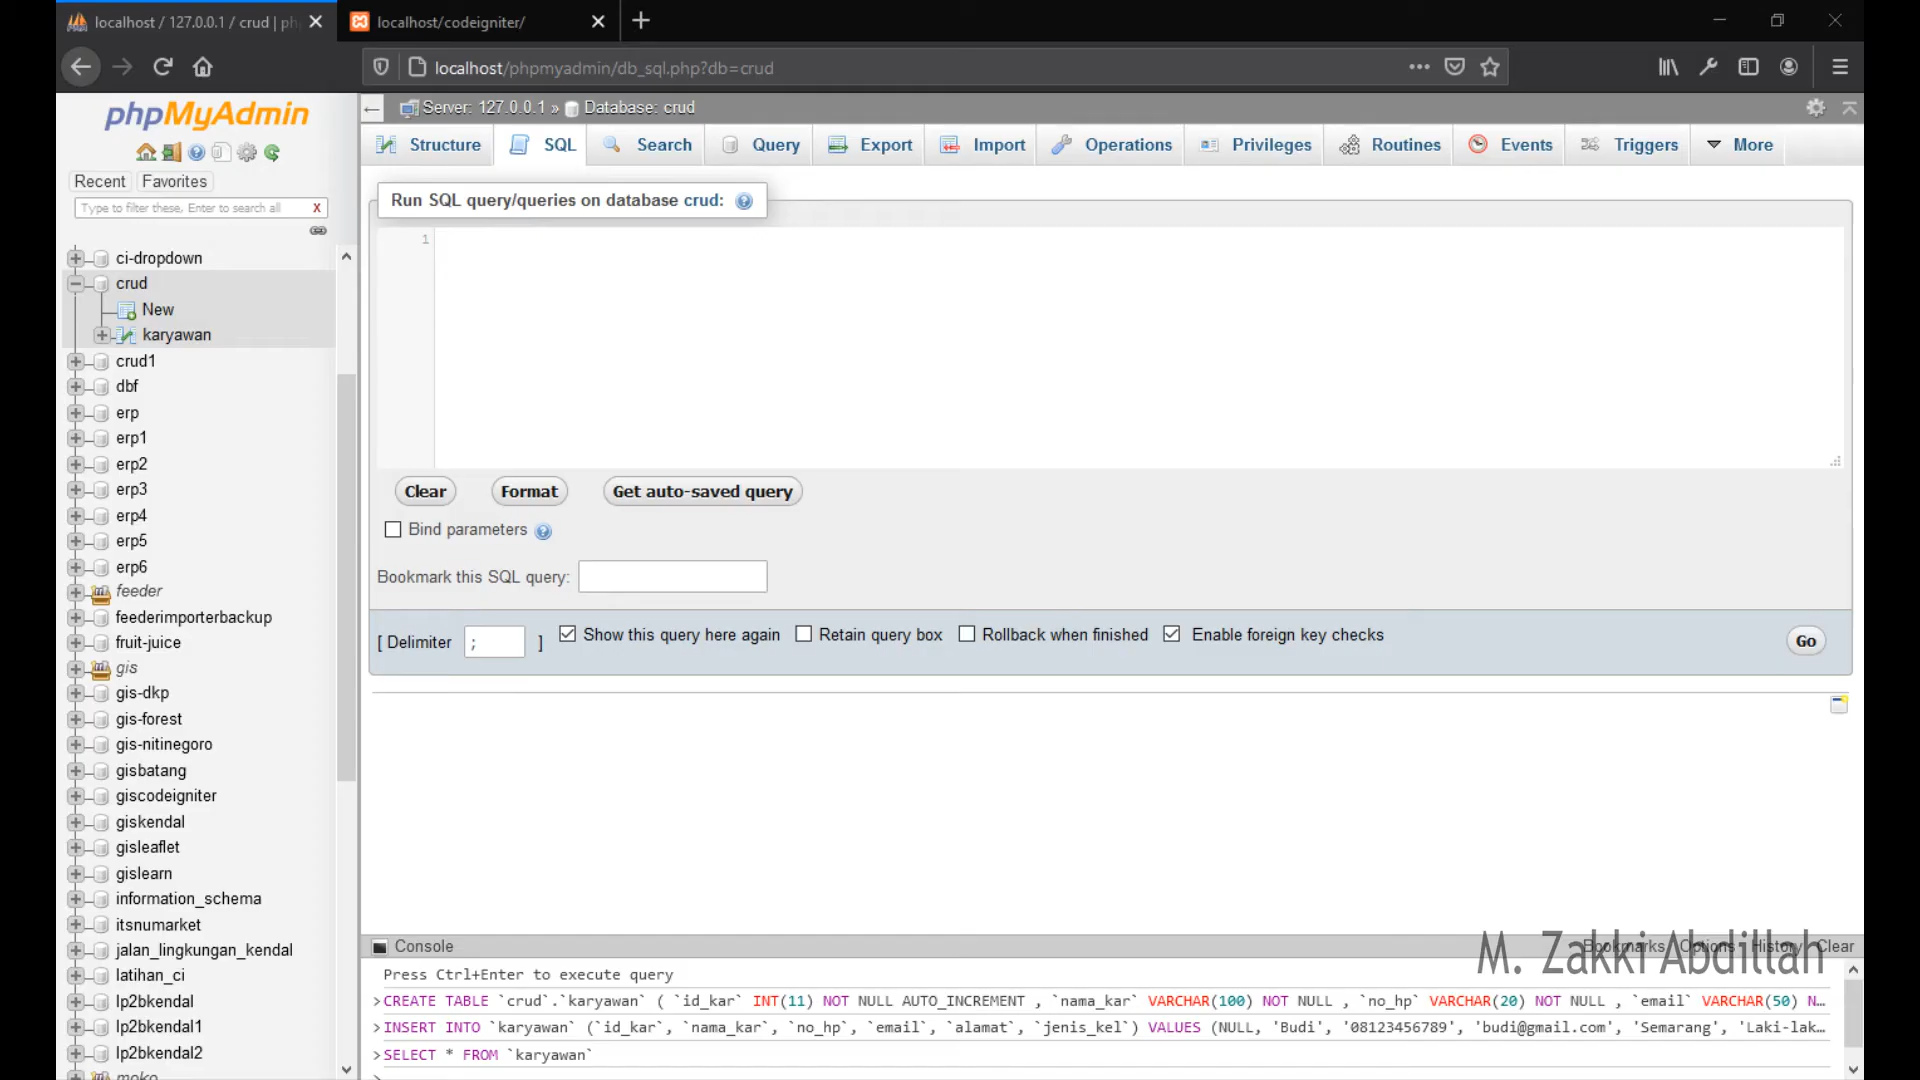 localhost / 127.0.0.1 / crud | ph
localhost/codeigniter/
localhost/phpmyadmin/db_sql.php?db=crud
phpMyAdmin
Recent
Favorites
Type to filter these, Enter to search all
X
ci-dropdown
crud
New
karyawan
crud1
dbf
erp
erp1
erp2
erp3
erp4
erp5
erp6
feeder
feederimporterbackup
fruit-juice
gis
gis-dkp
gis-forest
gis-nitinegoro
gisbatang
giscodeigniter
giskendal
gisleaflet
gislearn
information_schema
itsnumarket
jalan_lingkungan_kendal
latihan_ci
lp2bkendal
lp2bkendal1
lp2bkendal2
moko
Server: 127.0.0.1 » Database: crud
Structure
SQL
Search
Query
Export
Import
Operations
Privileges
Routines
Events
Triggers
More
Run SQL query/queries on database crud:
1
Clear
Format
Get auto-saved query
Bind parameters
Bookmark this SQL query:
[ Delimiter ; ]
Show this query here again
Retain query box
Rollback when finished
Enable foreign key checks
Go
Console
Bookmarks Options History Clear
M. Zakki Abdillah
Press Ctrl+Enter to execute query
>CREATE TABLE `crud`.`karyawan` ( `id_kar` INT(11) NOT NULL AUTO_INCREMENT , `nama_kar` VARCHAR(100) NOT NULL , `no_hp` VARCHAR(20) NOT NULL , `email` VARCHAR(50) N…
>INSERT INTO `karyawan` (`id_kar`, `nama_kar`, `no_hp`, `email`, `alamat`, `jenis_kel`) VALUES (NULL, 'Budi', '08123456789', 'budi@gmail.com', 'Semarang', 'Laki-lak…
>SELECT * FROM `karyawan`
>